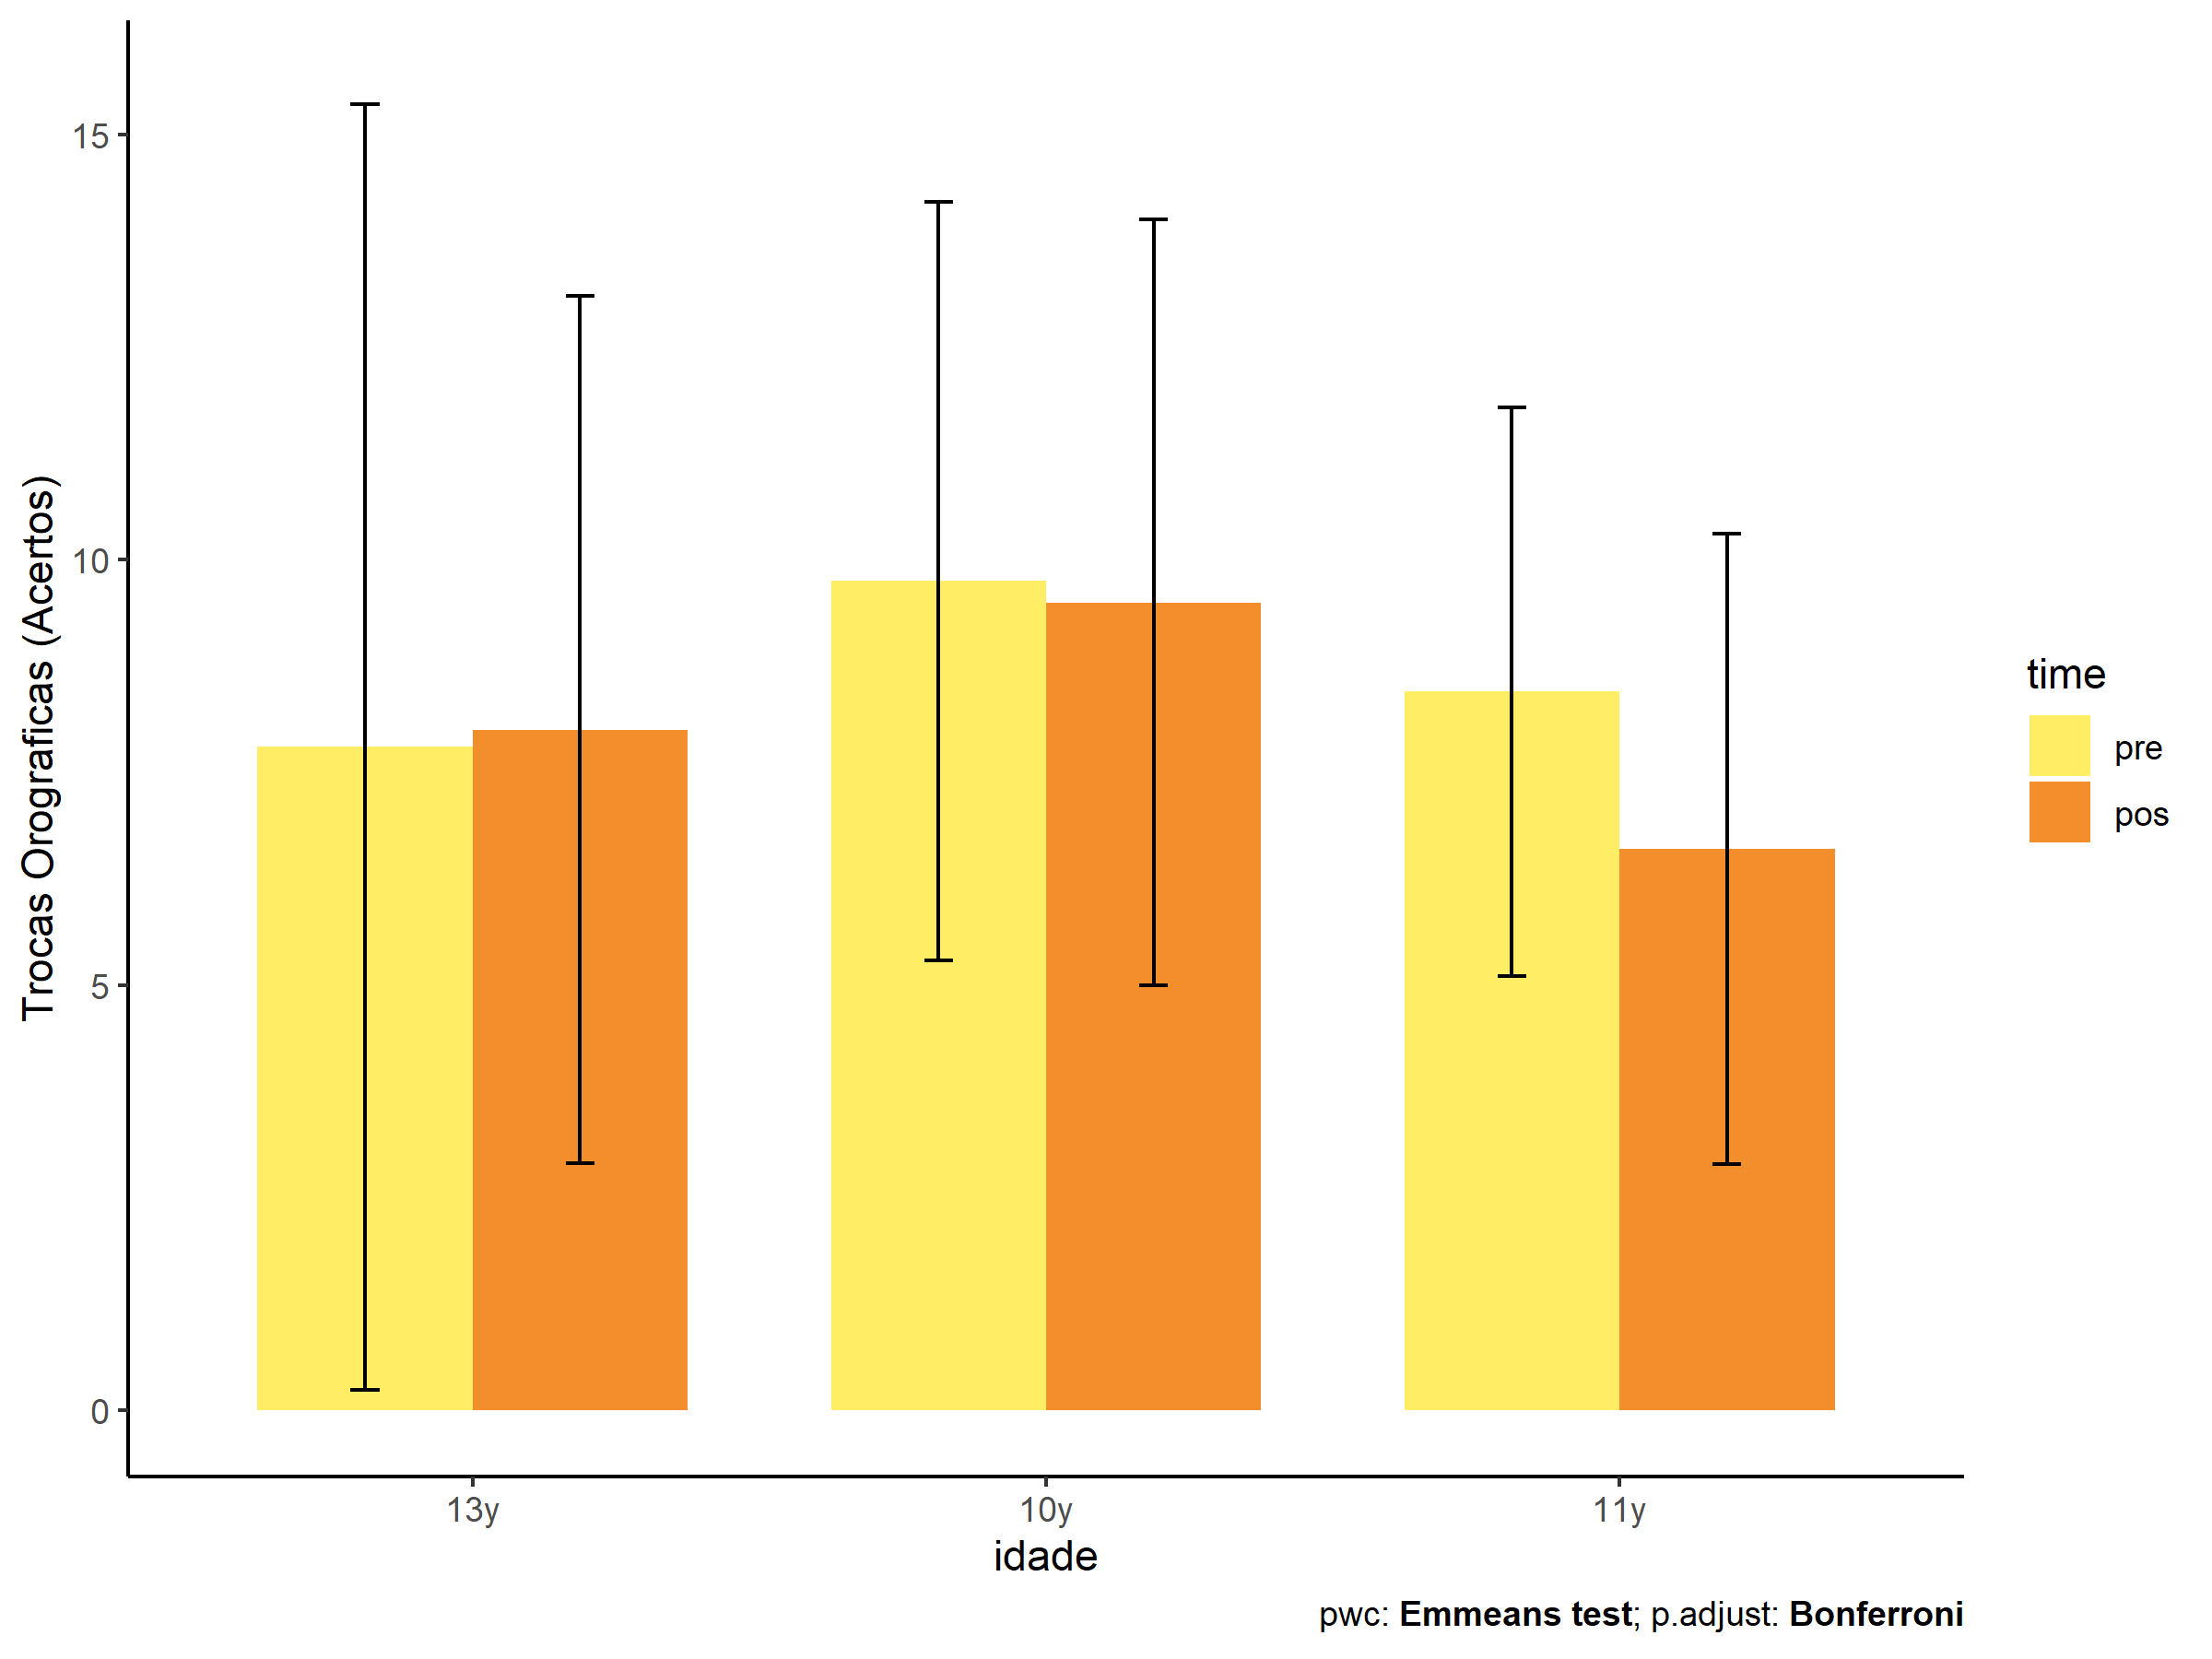 Trocas Orograficas (Acertos)
15
10
5
0
13y
10y
11y
idade
time
pre
pos
pwc: Emmeans test; p.adjust: Bonferroni